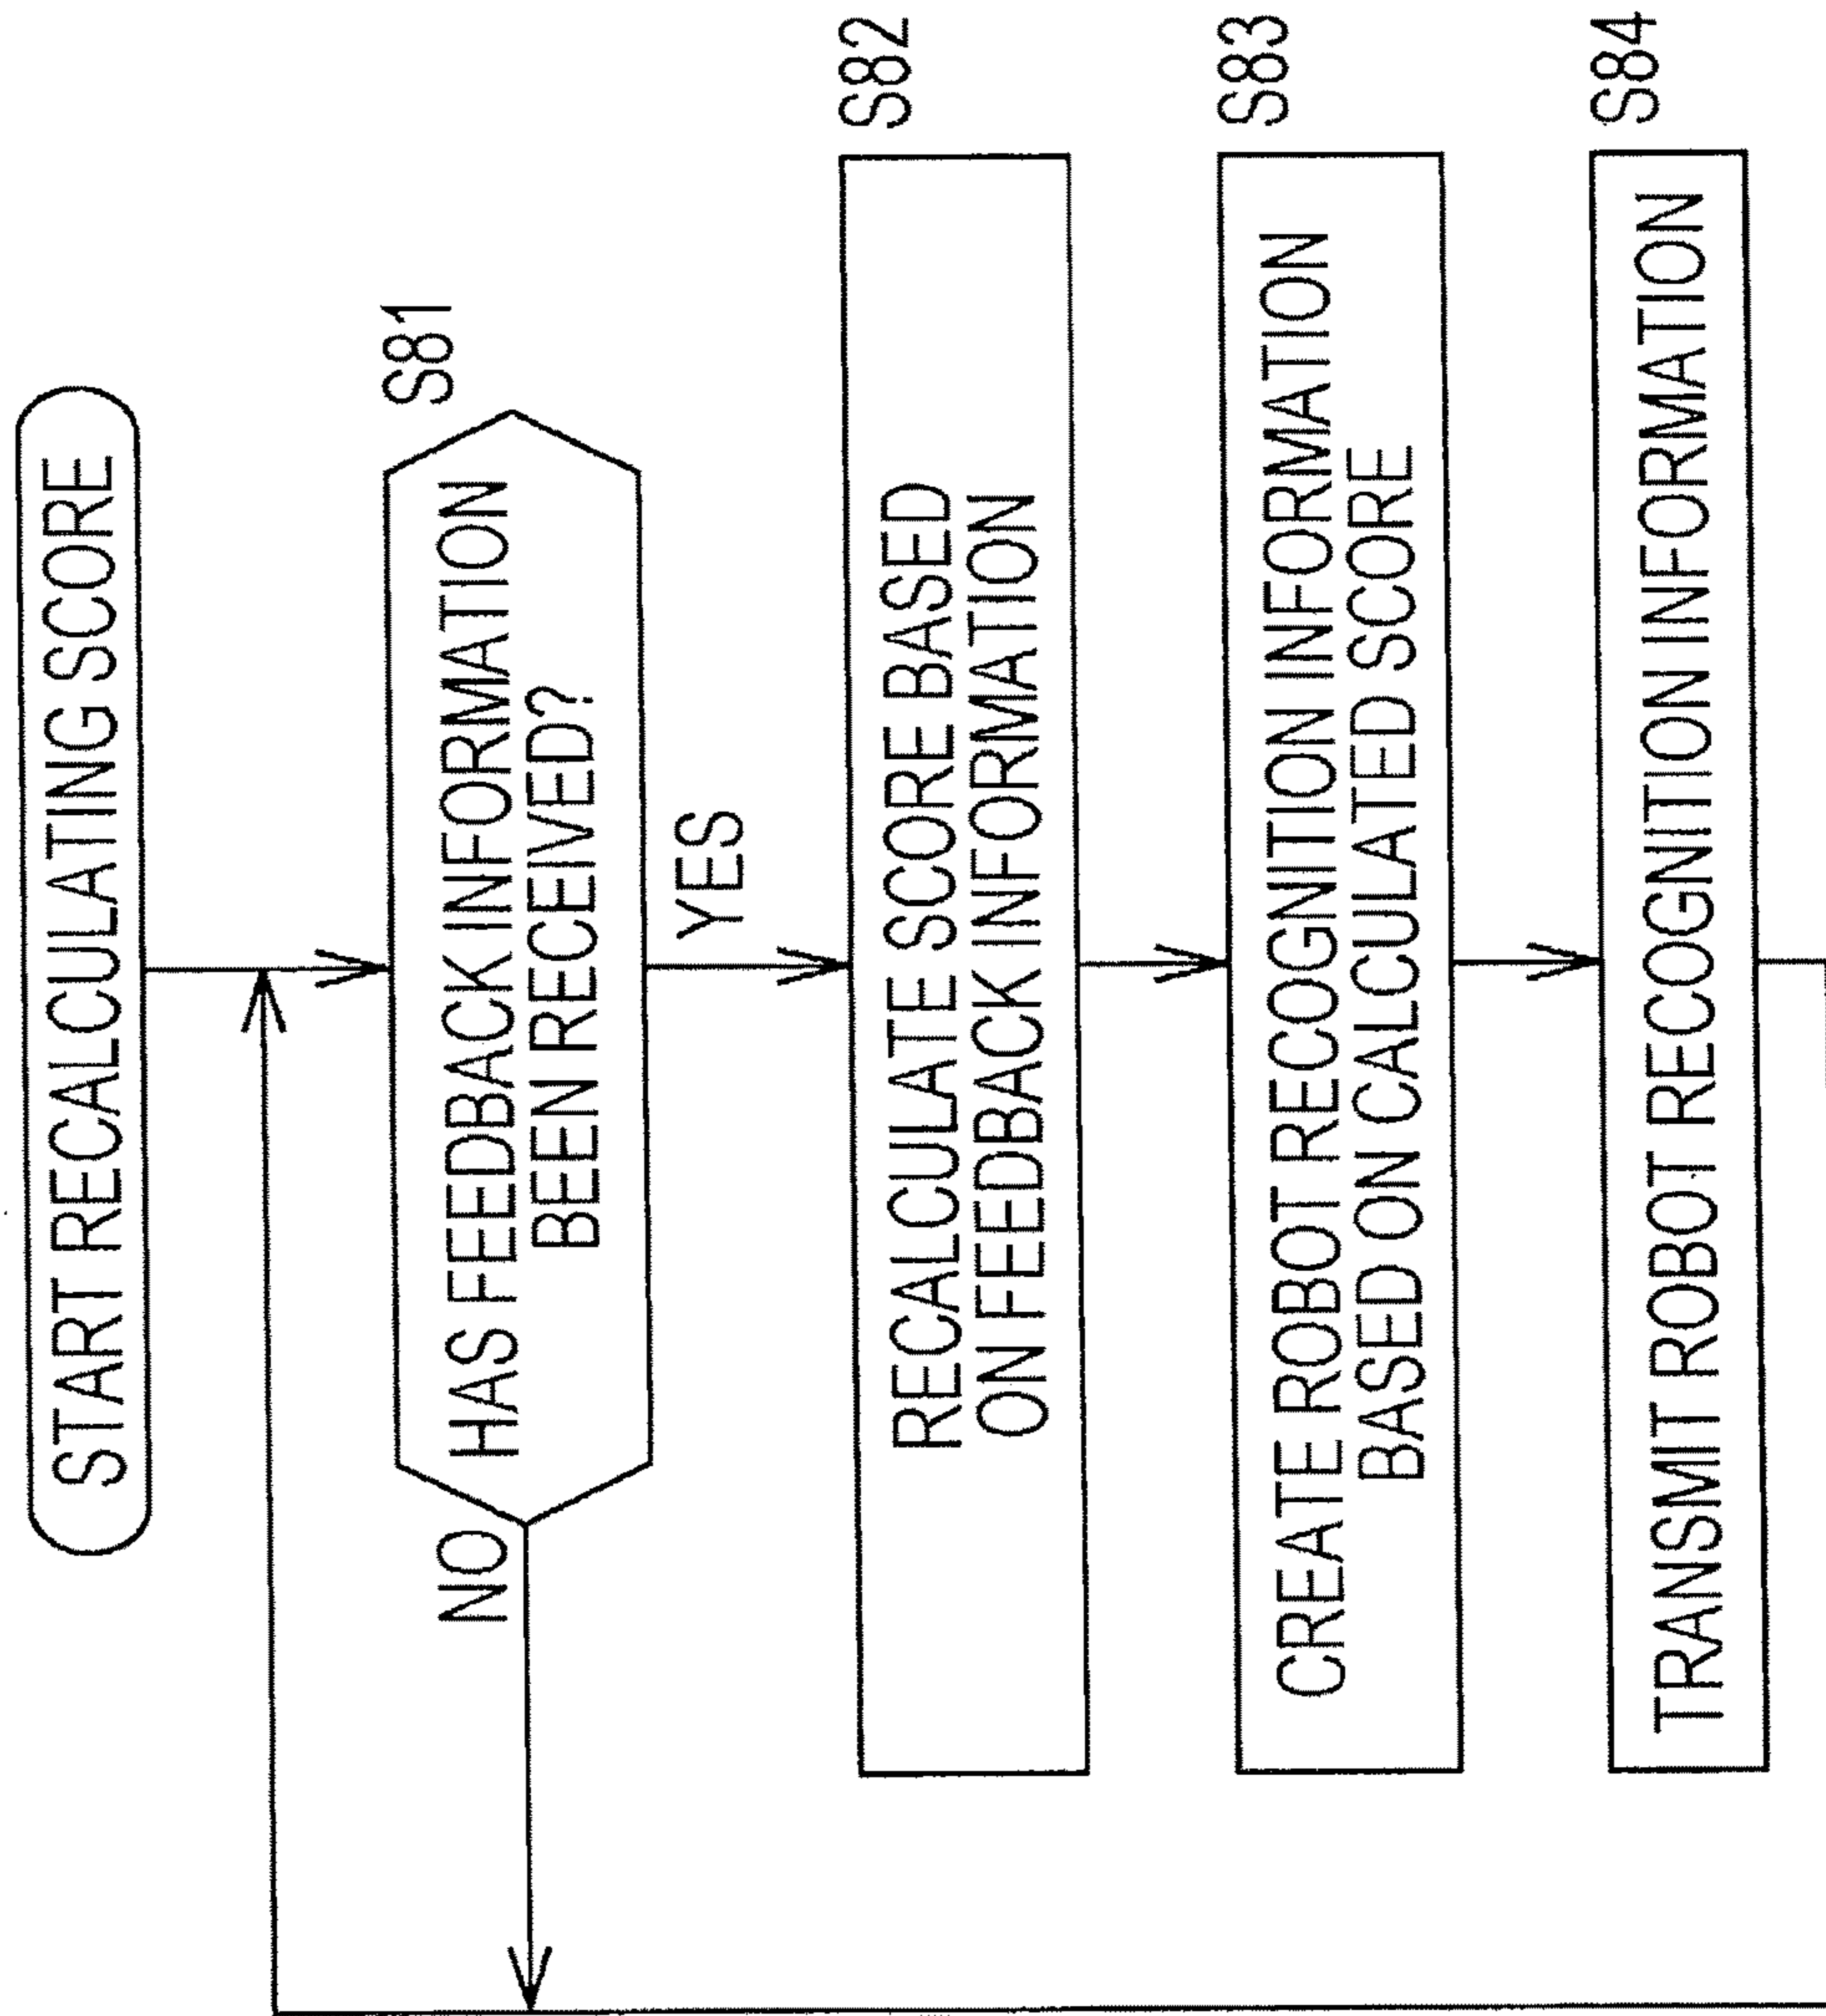 START RECALCULATING SCORE
S81
HAS FEEDBACK INFORMATION
BEEN RECEIVED?
NO
YES
S82
RECALCULATE SCORE BASED
ON FEEDBACK INFORMATION
S83
CREATE ROBOT RECOGNITION INFORMATION
BASED ON CALCULATED SCORE
S84
TRANSMIT ROBOT RECOGNITION INFORMATION